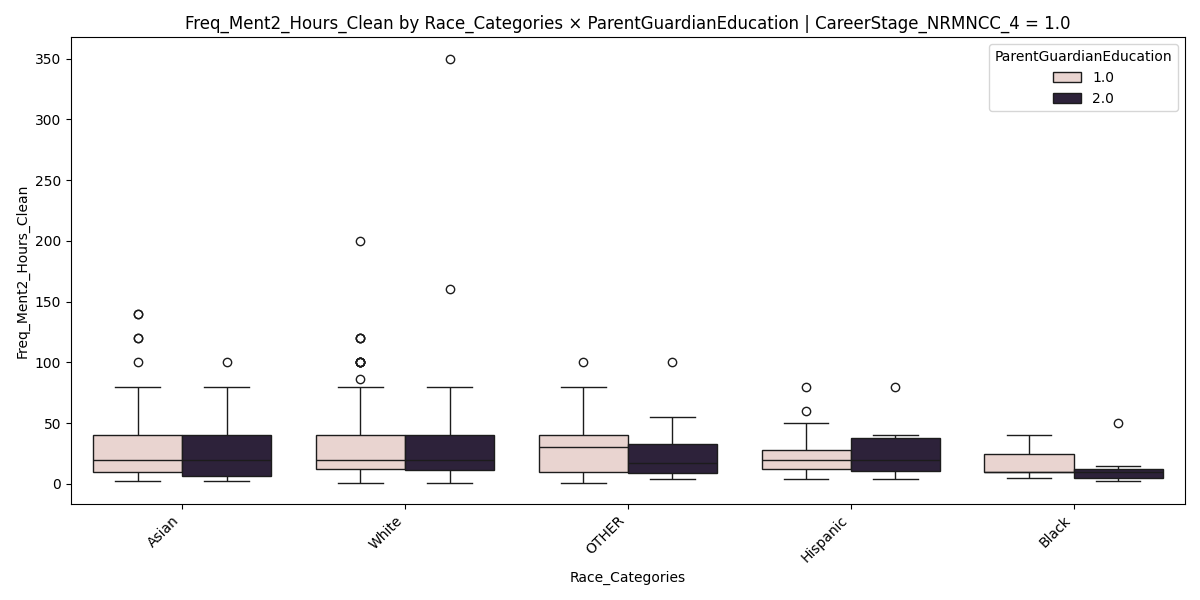 Freq_Ment2_Hours_Clean by Race_Categories × ParentGuardianEducation | CareerStage_NRMNCC_4 = 1.0
ParentGuardianEducation
1.0
2.0
Freq_Ment2_Hours_Clean
350
300
250
200
150
100
50
0
Asian
White
OTHER
Hispanic
Black
Race_Categories